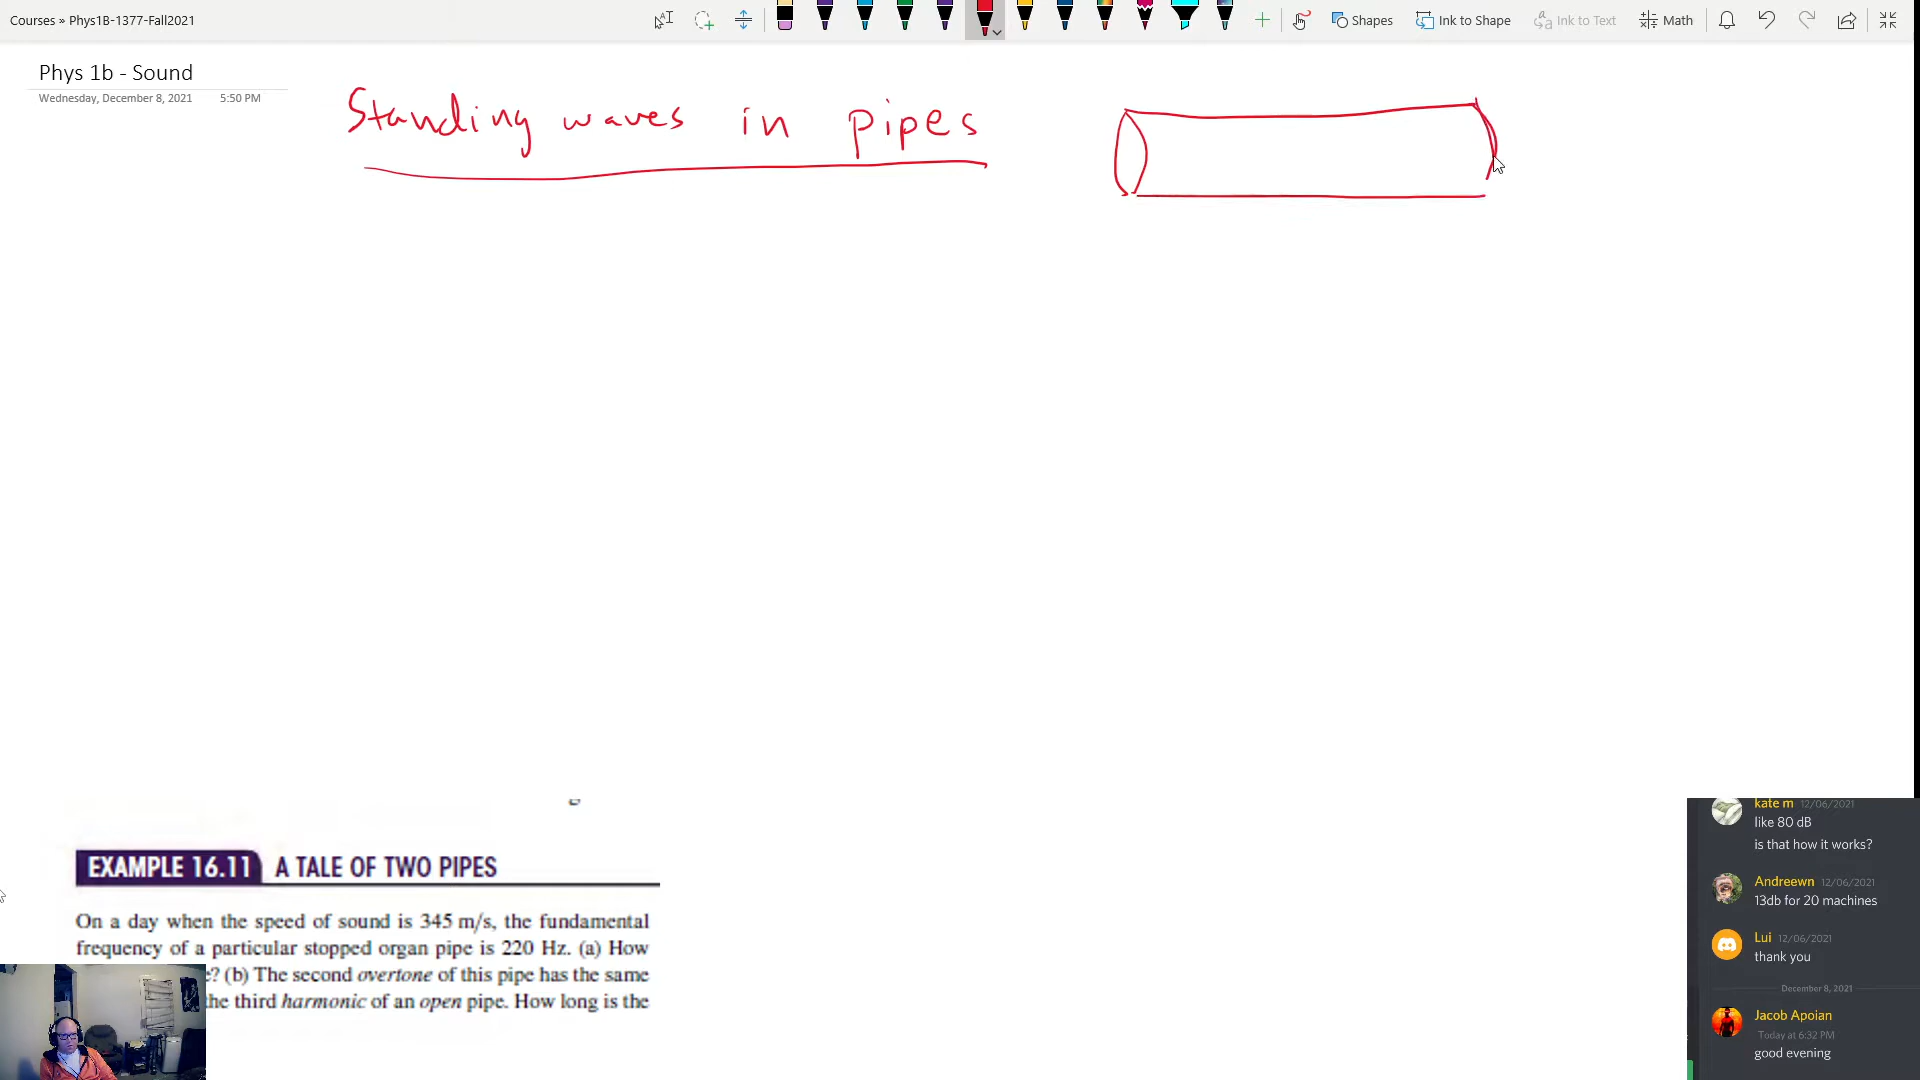 Courses » Phys1B-1377-Fall2021
Shapes
Ink to Shape
Ink to Text
Math
Phys 1b - Sound
Wednesday, December 8, 2021 5:50 PM
Standing waves in pipes
EXAMPLE 16.11 A TALE OF TWO PIPES
On a day when the speed of sound is 345 m/s, the fundamental
frequency of a particular stopped organ pipe is 220 Hz. (a) How
e? (b) The second overtone of this pipe has the same
the third harmonic of an open pipe. How long is the
kate m 12/06/2021
like 80 dB
is that how it works?
Andreewn 12/06/2021
13db for 20 machines
Lui 12/06/2021
thank you
December 8, 2021
Jacob Apoian
Today at 6:32 PM
good evening